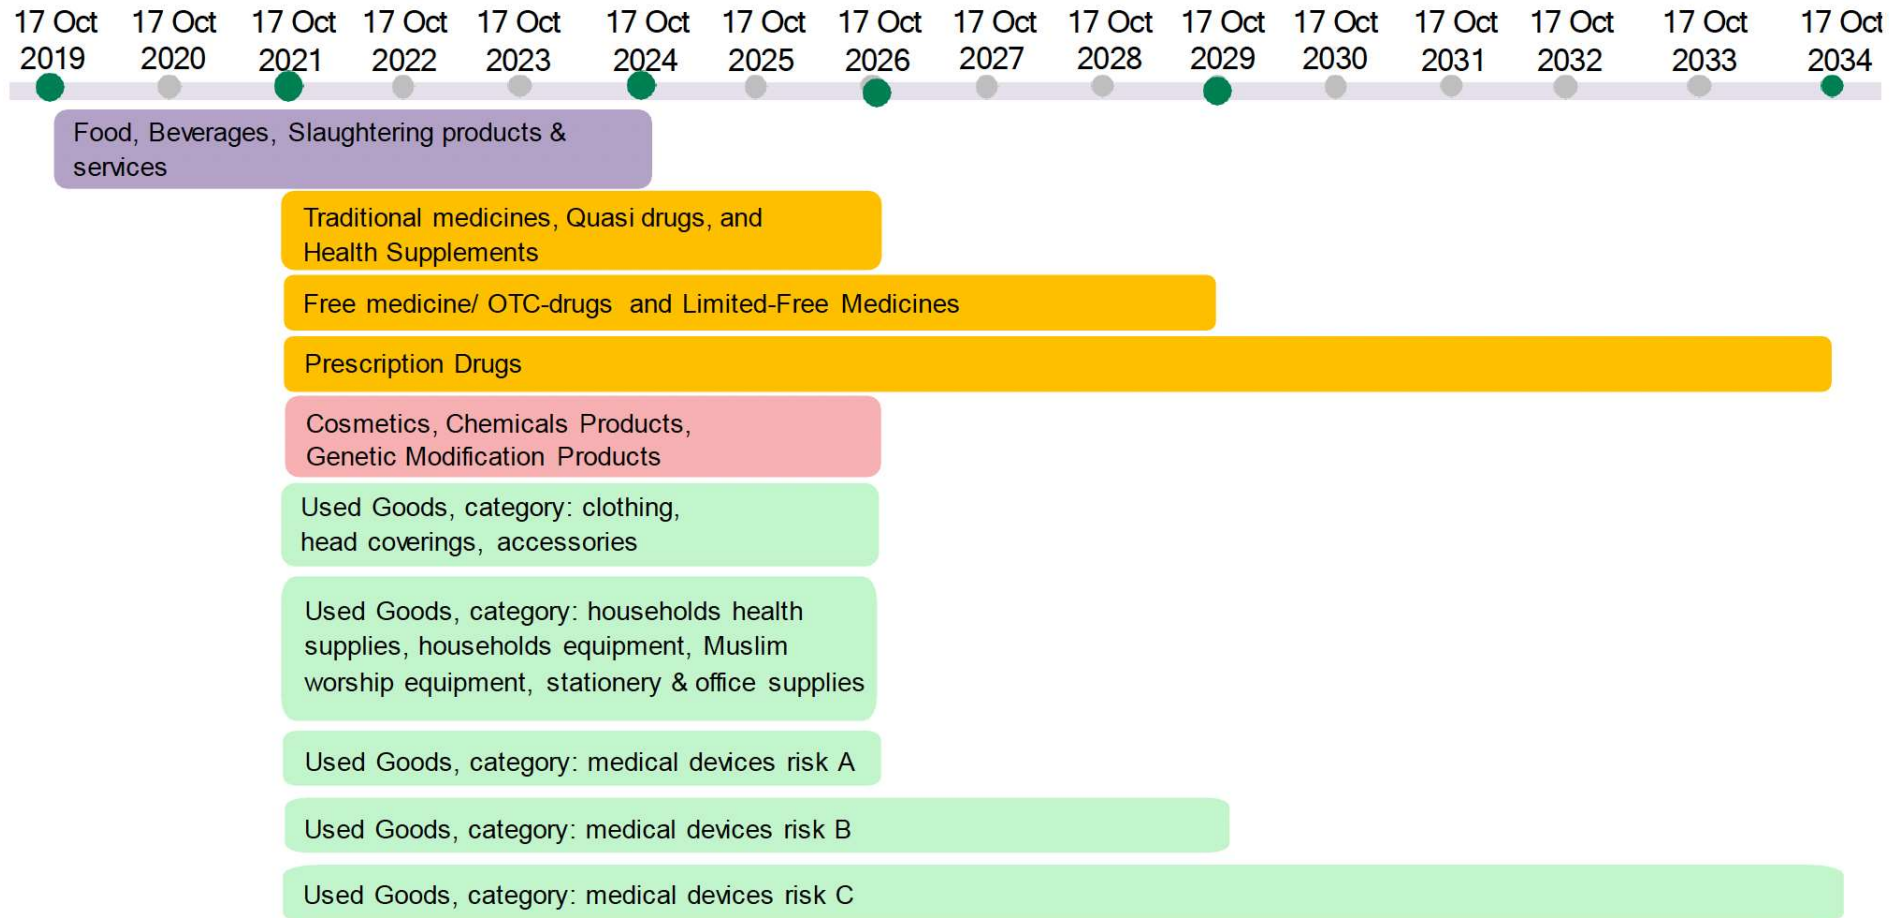 17 Oct 17 Oct 17 Oct 17 Oct 17 Oct 17 Oct 17 Oct 17 Oct 17 Oct 17 Oct 17 Oct 17 Oct 17 Oct 17 Oct 17 Oct 17 Oct
2019 2020 2021 2022 2023 2024 2025 2026 2027 2028 2029 2030 2031 2032 2033 2034
Food, Beverages, Slaughtering products &
services
Traditional medicines, Quasi drugs, and
Health Supplements
Free medicine/ OTC-drugs and Limited-Free Medicines
Prescription Drugs
Cosmetics, Chemicals Products,
Genetic Modification Products
Used Goods, category: clothing,
head coverings, accessories
Used Goods, category: households health
supplies, households equipment, Muslim
worship equipment, stationery & office supplies
Used Goods, category: medical devices risk A
Used Goods, category: medical devices risk B
Used Goods, category: medical devices risk C